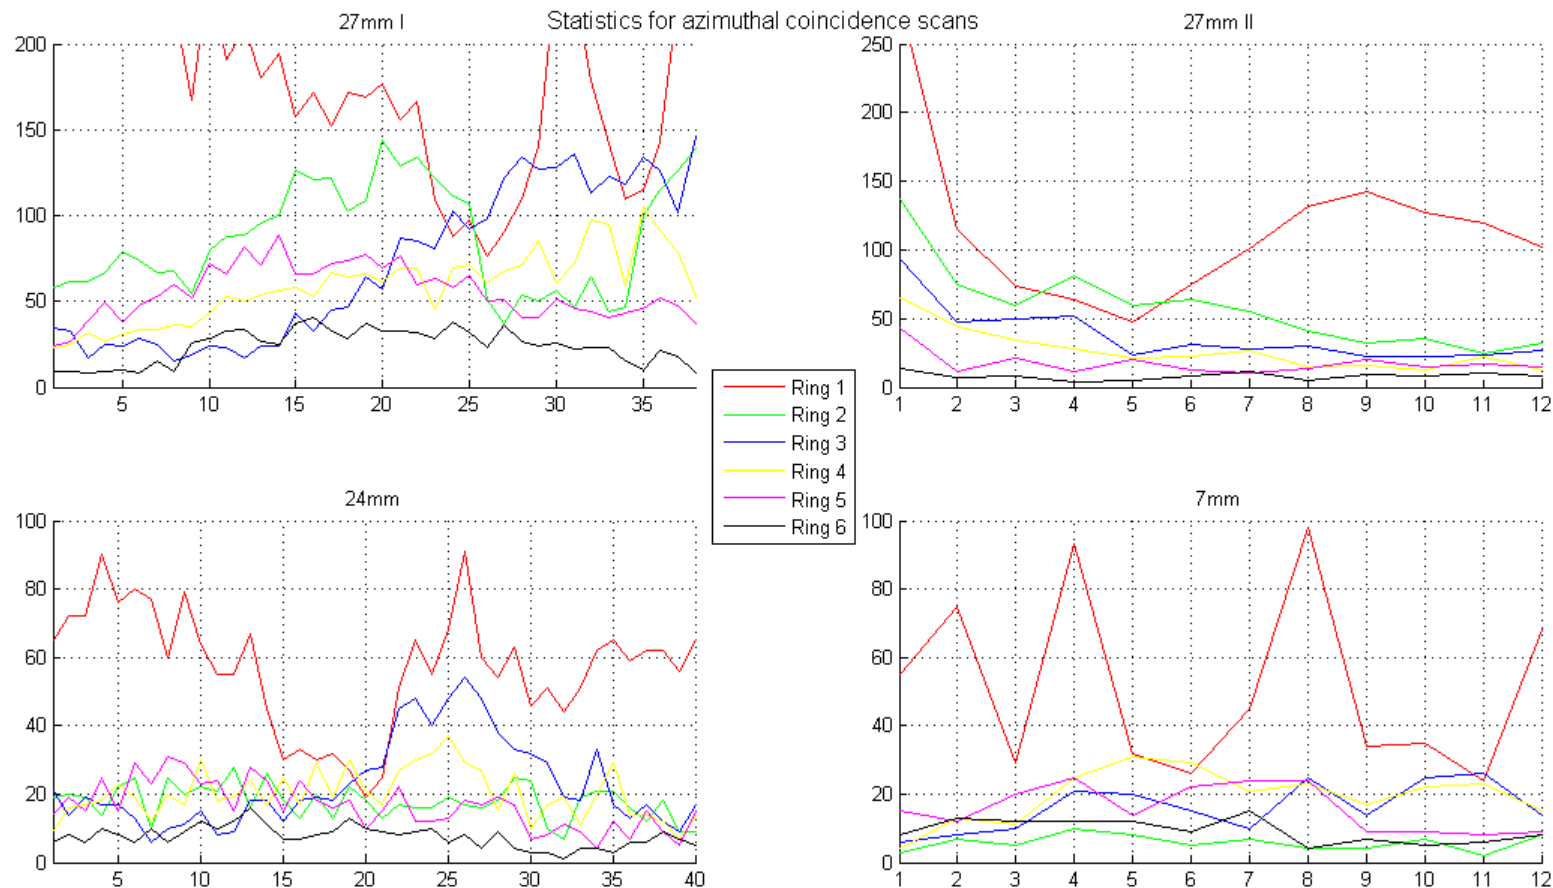 Statistics for azimuthal coincidence scans
27mm I
200
150
100
50
0
5 10 15 20 25 30 35
27mm II
250
200
150
100
50
0
1 2 3 4 5 6 7 8 9 10 11 12
Ring 1
Ring 2
Ring 3
Ring 4
Ring 5
Ring 6
24mm
100
80
60
40
20
0
5 10 15 20 25 30 35 40
7mm
100
80
60
40
20
0
1 2 3 4 5 6 7 8 9 10 11 12